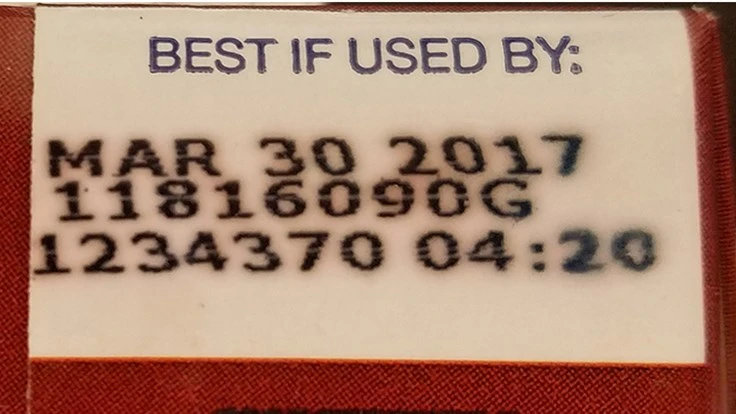 BEST IF USED BY:
MAR 30 2017
11816090G
1234370 04:20